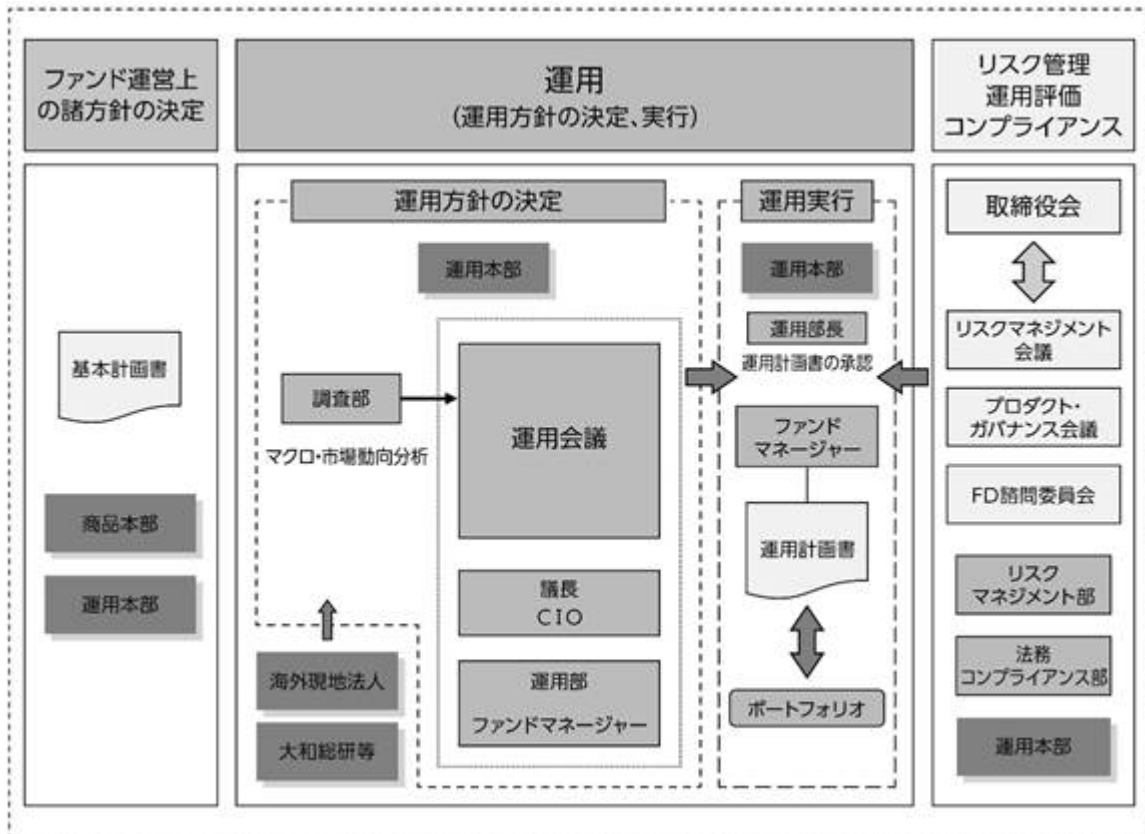 ファンド運営上
の諸方針の決定
運用
(運用方針の決定、実行)
リスク管理
運用評価
コンプライアンス
基本計画書
商品本部
運用本部
運用方針の決定
運用本部
調査部
マクロ・市場動向分析
運用会議
議長
CIO
運用部
ファンドマネージャー
海外現地法人
大和総研等
運用実行
運用本部
運用部長
運用計画書の承認
ファンド
マネージャー
運用計画書
ポートフォリオ
取締役会
リスクマネジメント
会議
プロダクト・
ガバナンス会議
FD諮問委員会
リスク
マネジメント部
法務
コンプライアンス部
運用本部